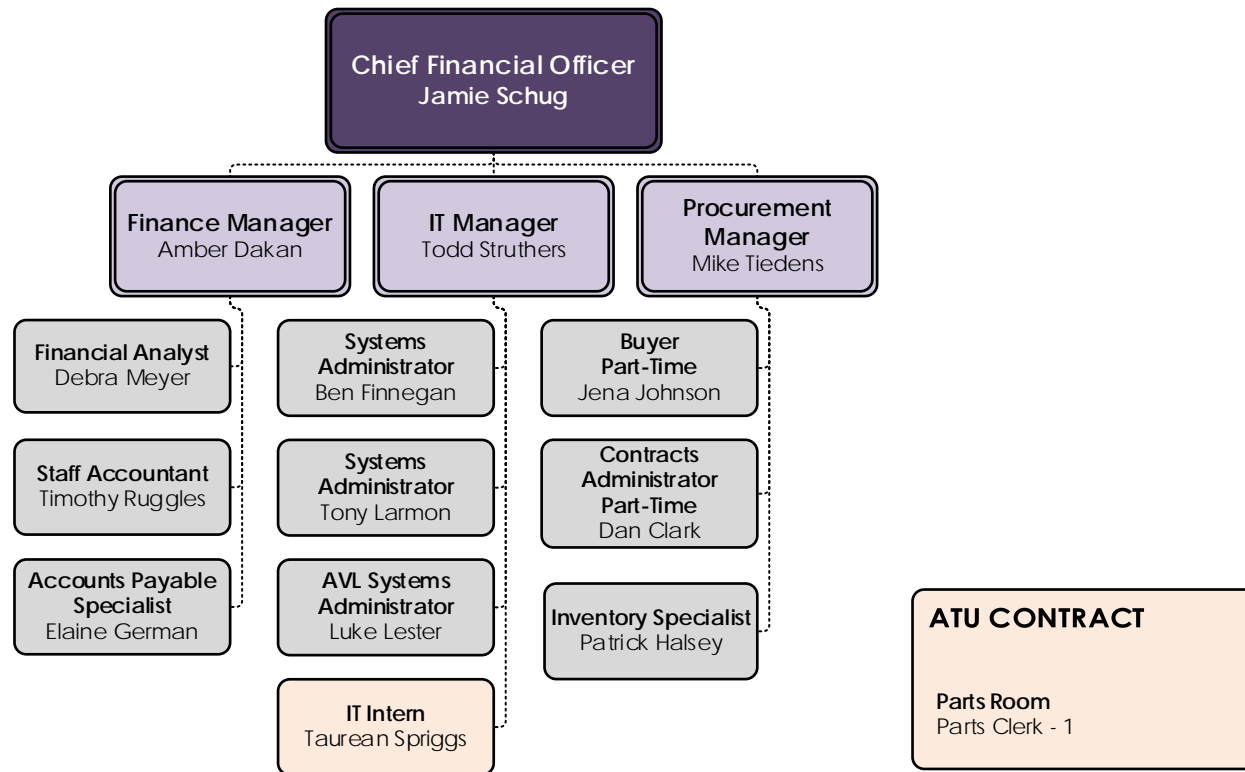 Chief Financial Officer
Jamie Schug
Finance Manager
Amber Dakan
IT Manager
Todd Struthers
Procurement
Manager
Mike Tiedens
Financial Analyst
Debra Meyer
Staff Accountant
Timothy Ruggles
Accounts Payable
Specialist
Elaine German
Systems
Administrator
Ben Finnegan
Systems
Administrator
Tony Larmon
AVL Systems
Administrator
Luke Lester
IT Intern
Taurean Spriggs
Buyer
Part-Time
Jena Johnson
Contracts
Administrator
Part-Time
Dan Clark
Inventory Specialist
Patrick Halsey
ATU CONTRACT
Parts Room
Parts Clerk - 1